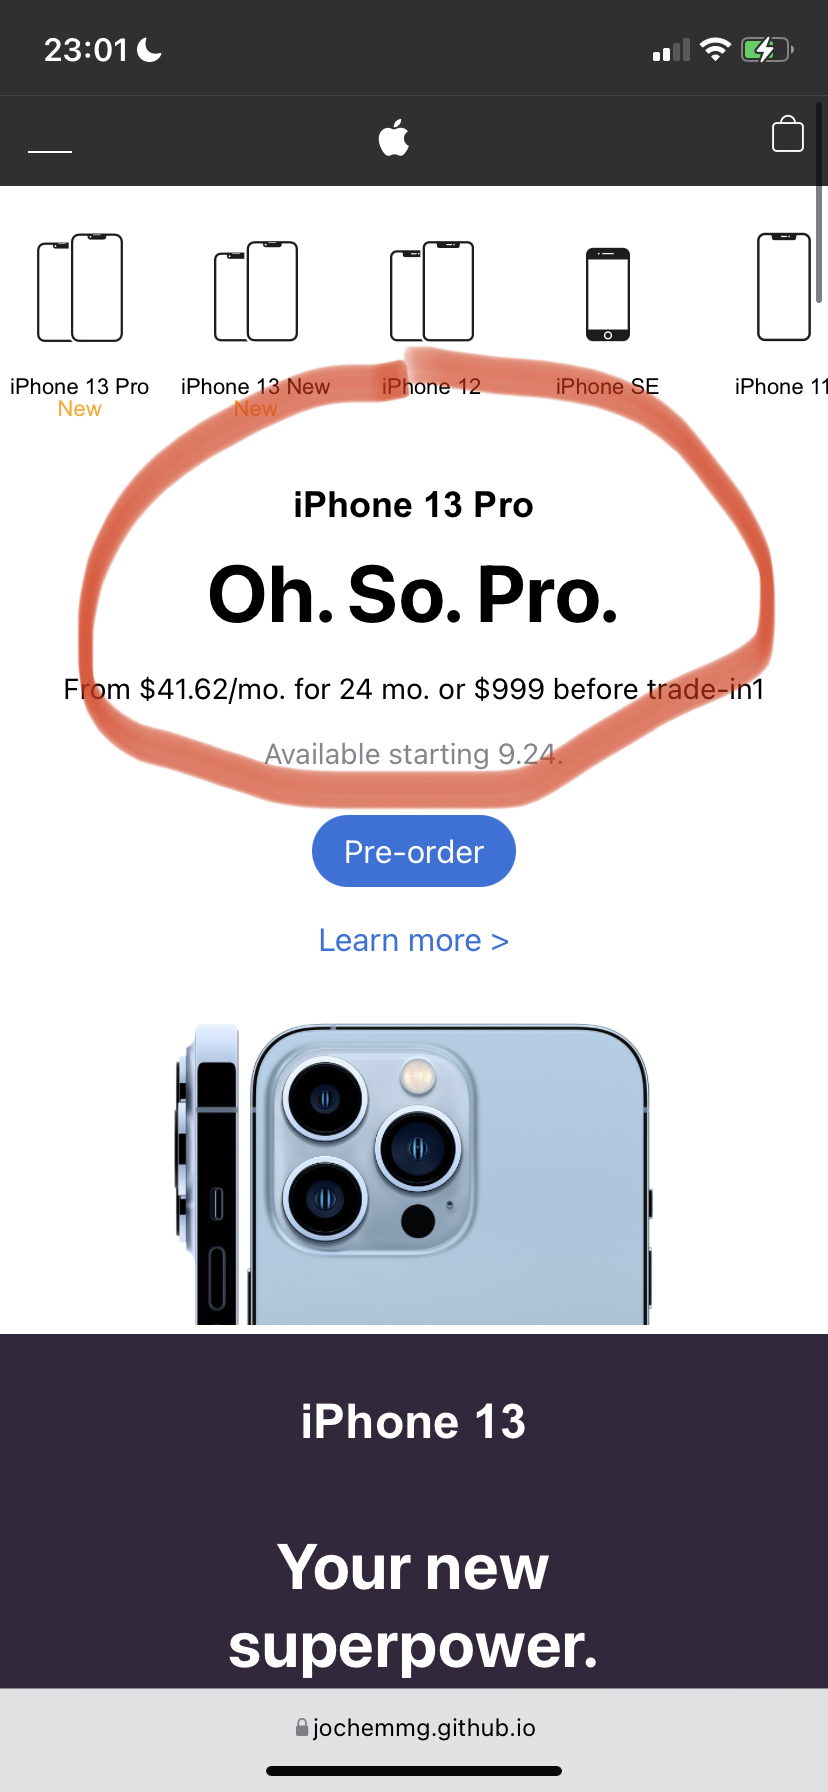 23:01
iPhone 13 Pro
New
iPhone 13 New
New
iPhone 12
iPhone SE
iPhone 11
iPhone 13 Pro
Oh. So. Pro.
From $41.62/mo. for 24 mo. or $999 before trade-in1
Available starting 9.24.
Pre-order
Learn more >
iPhone 13
Your new
superpower.
jochemmg.github.io